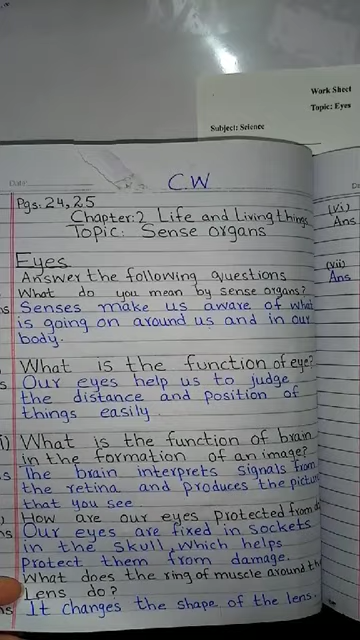 Work Sheet
Topic: Eyes
Subject: Science
Date:
CW
Pgs: 24,25
Chapter:2 Life and Living things
Topic: Sense organs
Eyes
Answer the following questions
What do you mean by sense organs?
Senses make us aware of what
is going on around us and in our
body.
What is the function of eye?
Our eyes help us to judge
the distance and position of
things easily
i) What is the function of brain
in the formation of an image?
The brain interprets signals from
the retina and produces the picture
that you see
How are our eyes protected from
Our eyes are fixed in sockets
in the skull, which helps
protect them from damage.
What does the ring of muscle around the
Lens do?
It changes the shape of the lens.
(vi)
Ans
(vii)
Ans